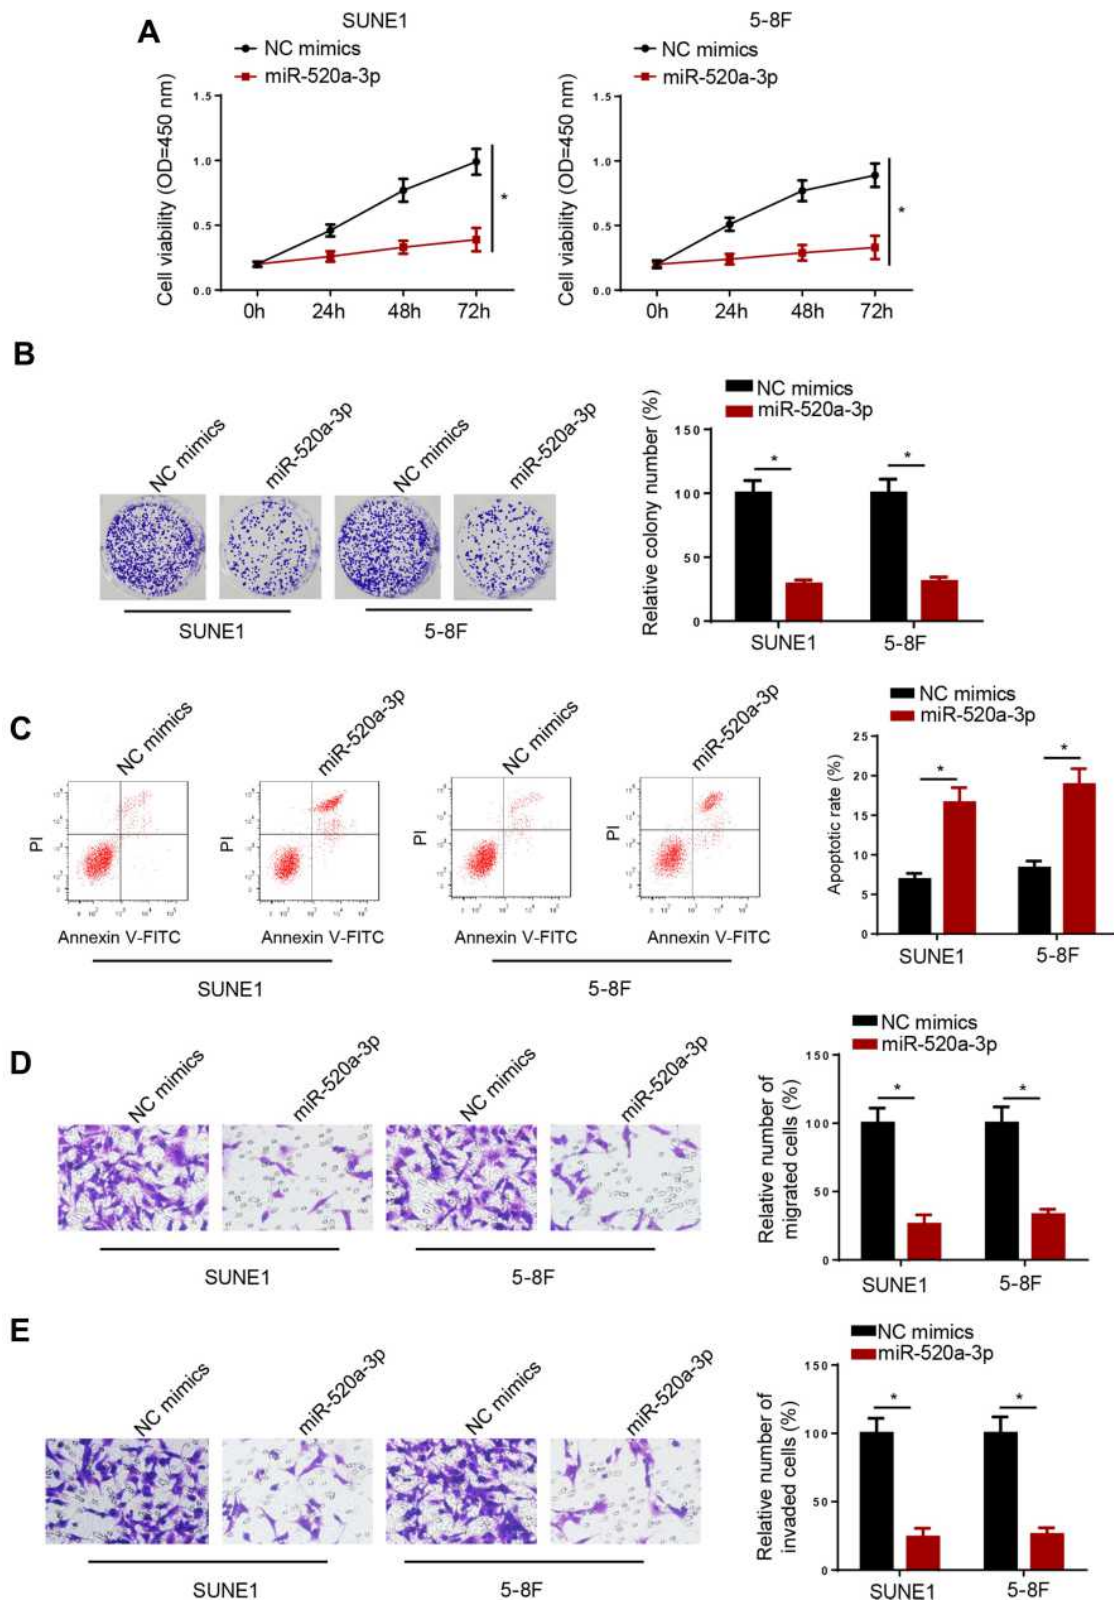 A
SUNE1
5-8F
NC mimics
miR-520a-3p
NC mimics
miR-520a-3p
Cell viability (OD=450 nm)
1.5
1.0
0.5
0.0
0h 24h 48h 72h
*
Cell viability (OD=450 nm)
1.5
1.0
0.5
0.0
0h 24h 48h 72h
*
B
NC mimics
miR-520a-3p
NC mimics
miR-520a-3p
SUNE1
5-8F
NC mimics
miR-520a-3p
Relative colony number (%)
150
100
50
0
*
*
SUNE1
5-8F
C
NC mimics
miR-520a-3p
NC mimics
miR-520a-3p
PI
PI
PI
PI
Annexin V-FITC
Annexin V-FITC
Annexin V-FITC
Annexin V-FITC
SUNE1
5-8F
NC mimics
miR-520a-3p
Apoptotic rate (%)
25
20
15
10
5
0
*
*
SUNE1
5-8F
D
NC mimics
miR-520a-3p
NC mimics
miR-520a-3p
SUNE1
5-8F
NC mimics
miR-520a-3p
Relative number of
migrated cells (%)
150
100
50
0
*
*
SUNE1
5-8F
E
NC mimics
miR-520a-3p
NC mimics
miR-520a-3p
SUNE1
5-8F
NC mimics
miR-520a-3p
Relative number of
invaded cells (%)
150
100
50
0
*
*
SUNE1
5-8F